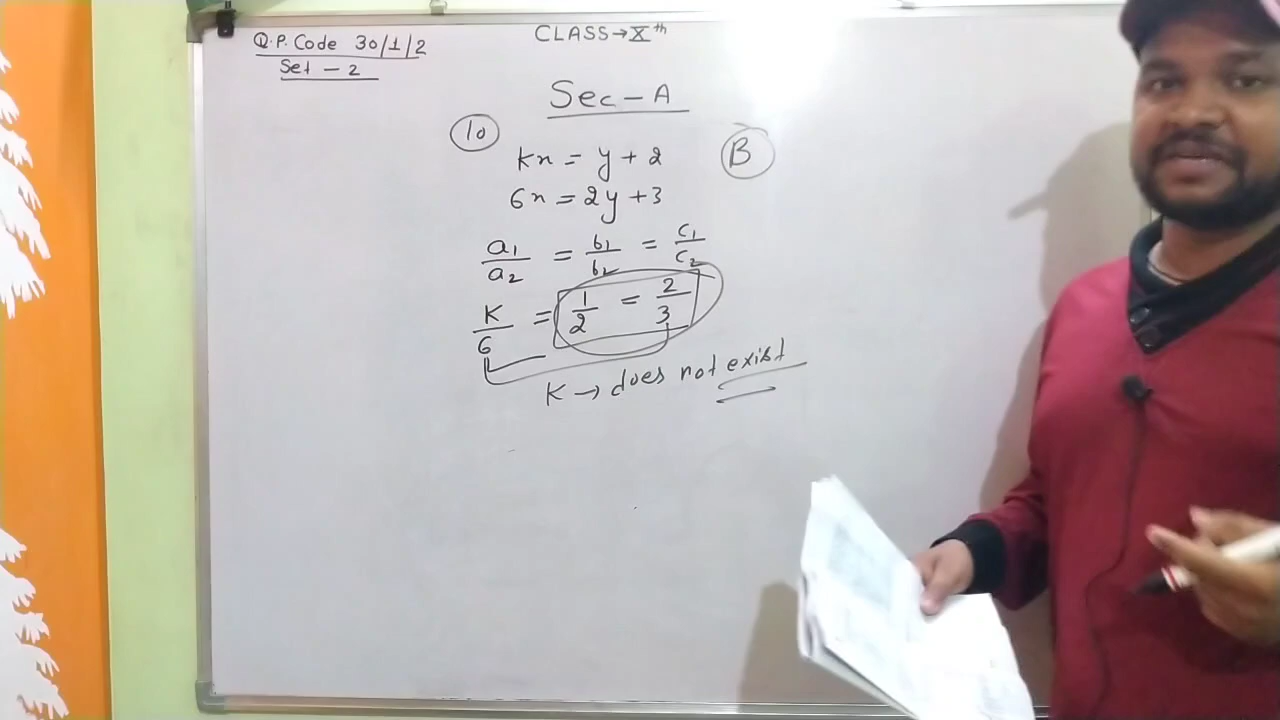 Q.P. Code 30/1/2
Set - 2
CLASS→Xth
Sec-A
10
B
kx = y + 2
6x = 2y + 3
a1/a2 = b1/b2 = c1/c2
K/6 = 1/2 = 2/3
K → does not exist